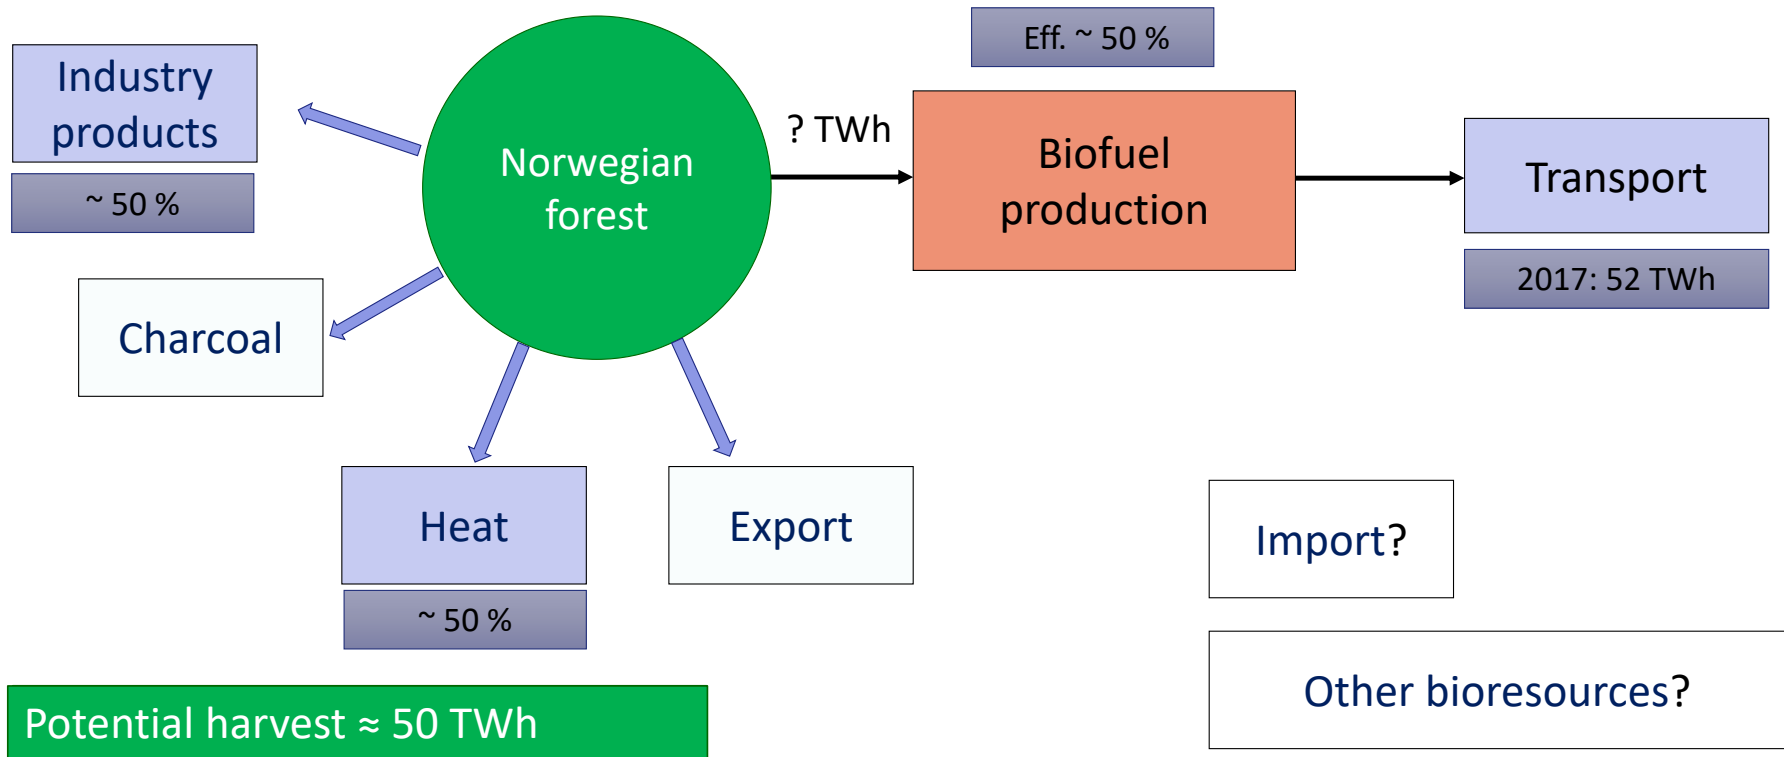 Industry
products
~ 50 %
Charcoal
Norwegian
forest
Heat
~ 50 %
Export
Potential harvest ≈ 50 TWh
? TWh
Eff. ~ 50 %
Biofuel
production
Transport
2017: 52 TWh
Import?
Other bioresources?